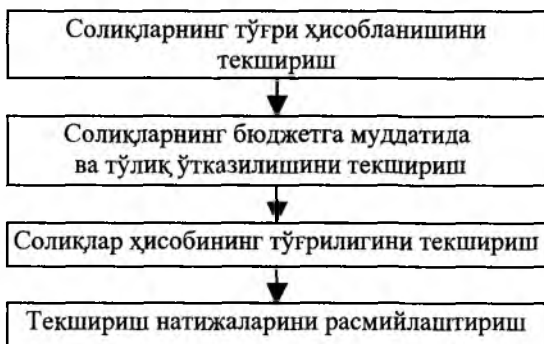 Солиқларнинг тўғри ҳисобланишини
текшириш
Солиқларнинг бюджетга муддатида
ва тўлиқ ўтказилишини текшириш
Солиқлар ҳисобининг тўғрилигини текшириш
Текшириш натижаларини расмийлаштириш